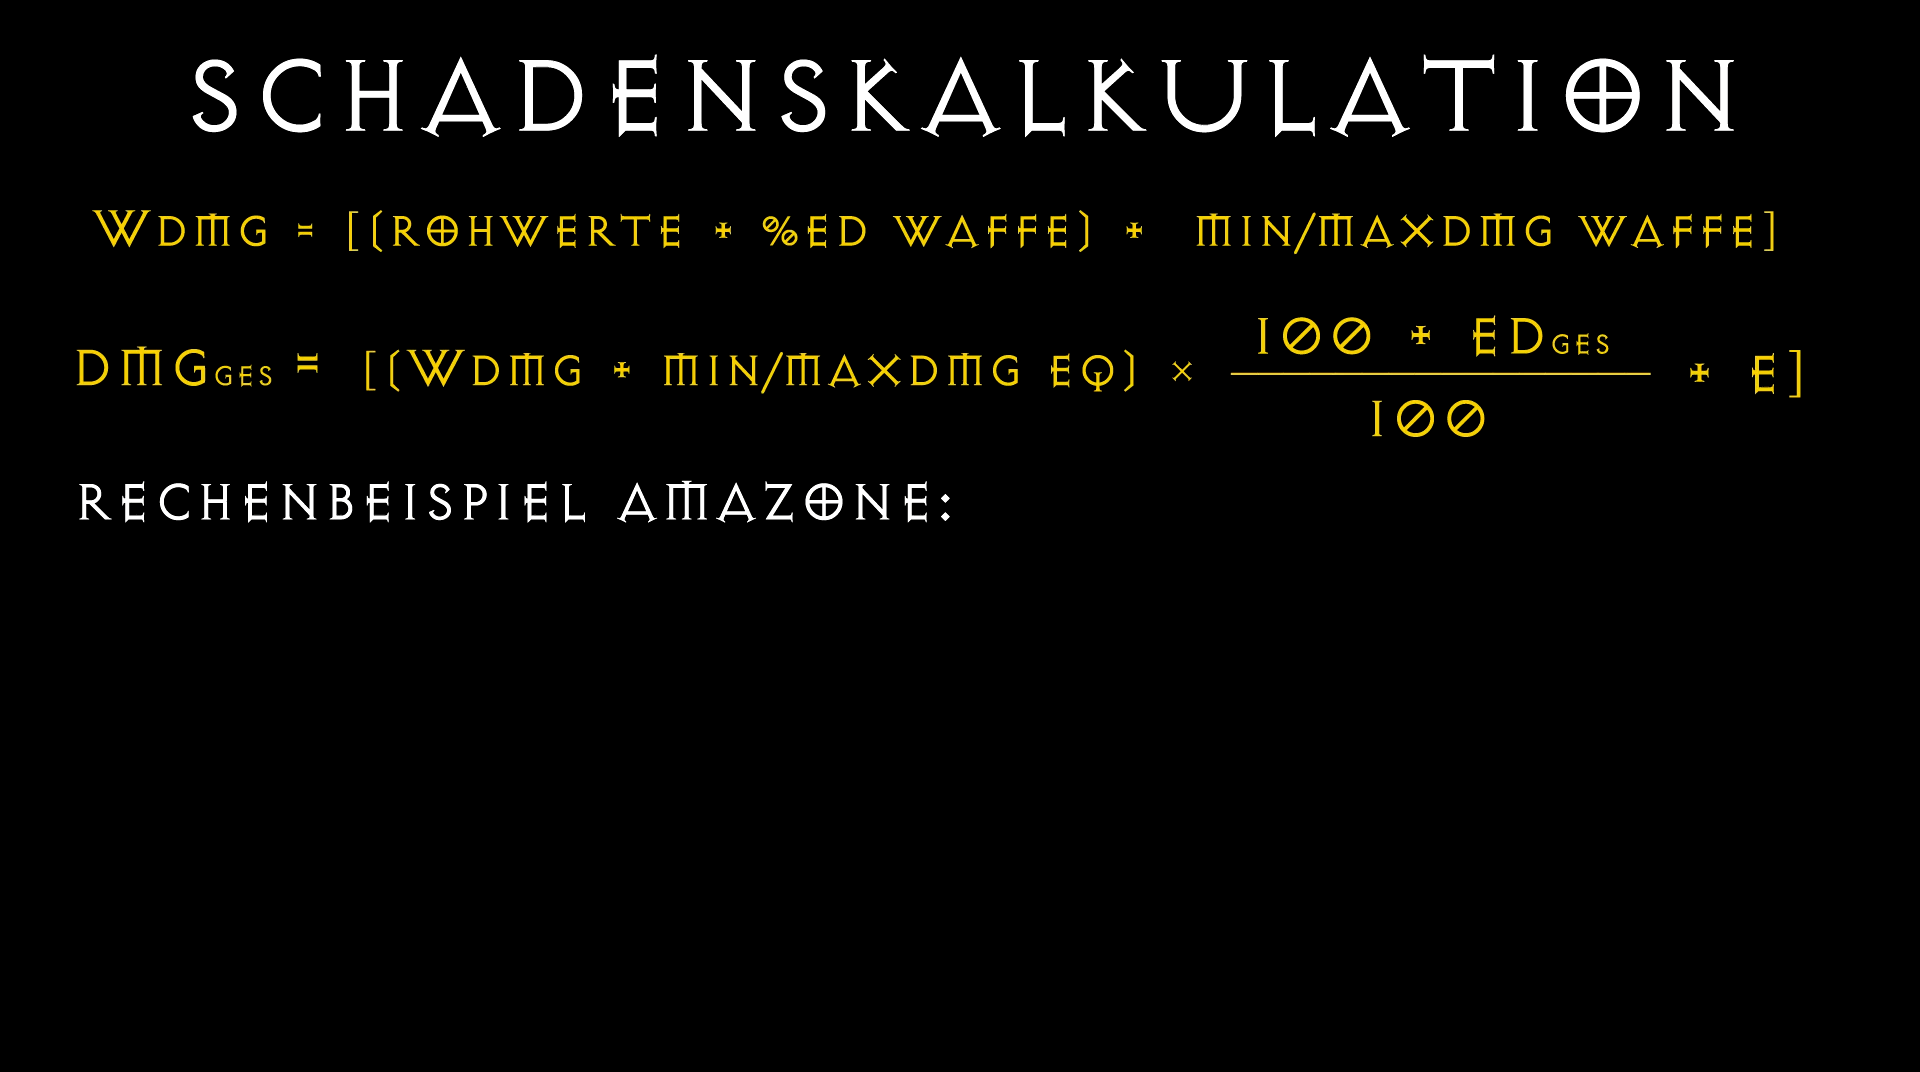 SCHADENSKALKULATION
WDMG = [(ROHWERTE + %ED WAFFE) + MIN/MAXDMG WAFFE]
DMGGES = [(WDMG + MIN/MAXDMG EQ) × 100 + EDGES / 100 + E]
RECHENBEISPIEL AMAZONE: